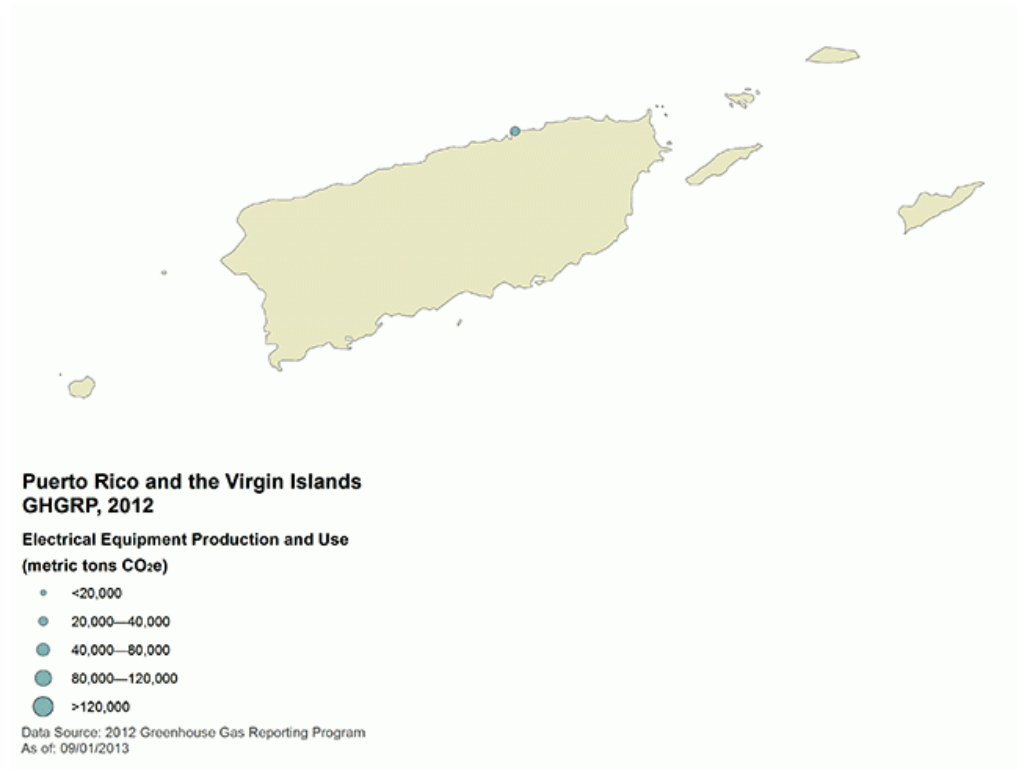 Puerto Rico and the Virgin Islands
GHGRP, 2012
Electrical Equipment Production and Use
(metric tons CO₂e)
<20,000
20,000—40,000
40,000—80,000
80,000—120,000
>120,000
Data Source: 2012 Greenhouse Gas Reporting Program
As of: 09/01/2013